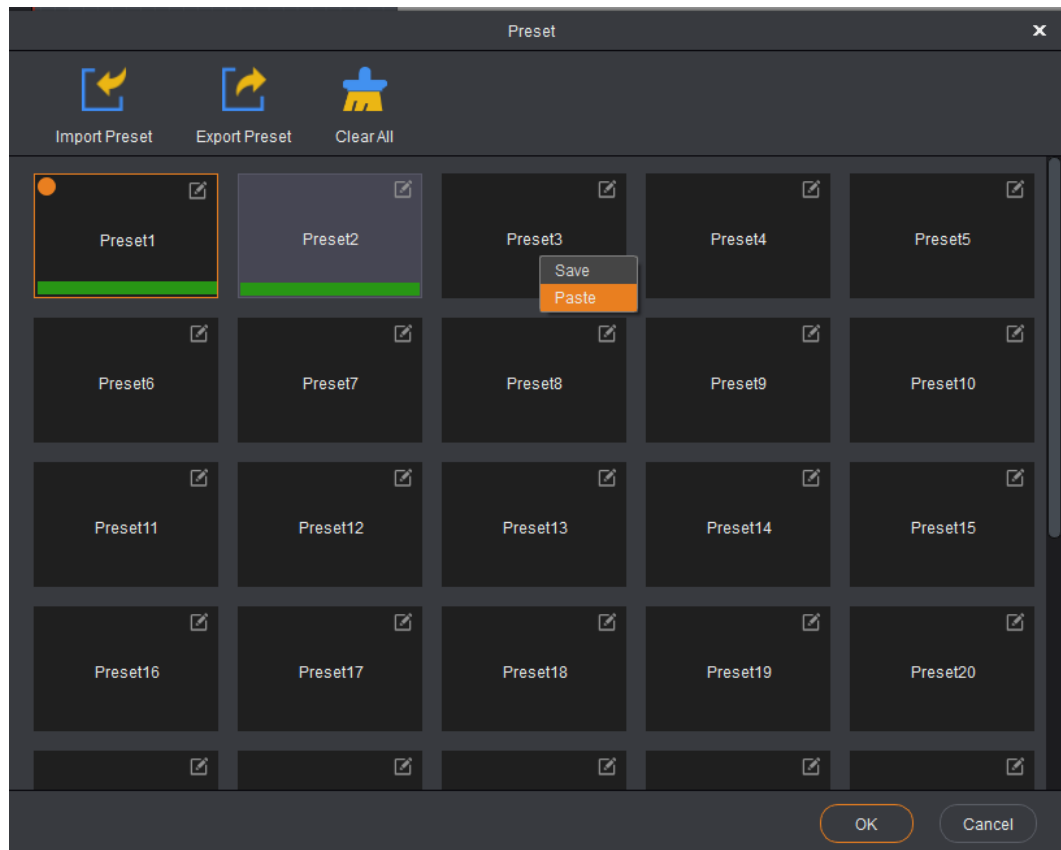 Preset
Import Preset Export Preset Clear All
Preset1 Preset2 Preset3 Preset4 Preset5
Save
Paste
Preset6 Preset7 Preset8 Preset9 Preset10
Preset11 Preset12 Preset13 Preset14 Preset15
Preset16 Preset17 Preset18 Preset19 Preset20
OK Cancel